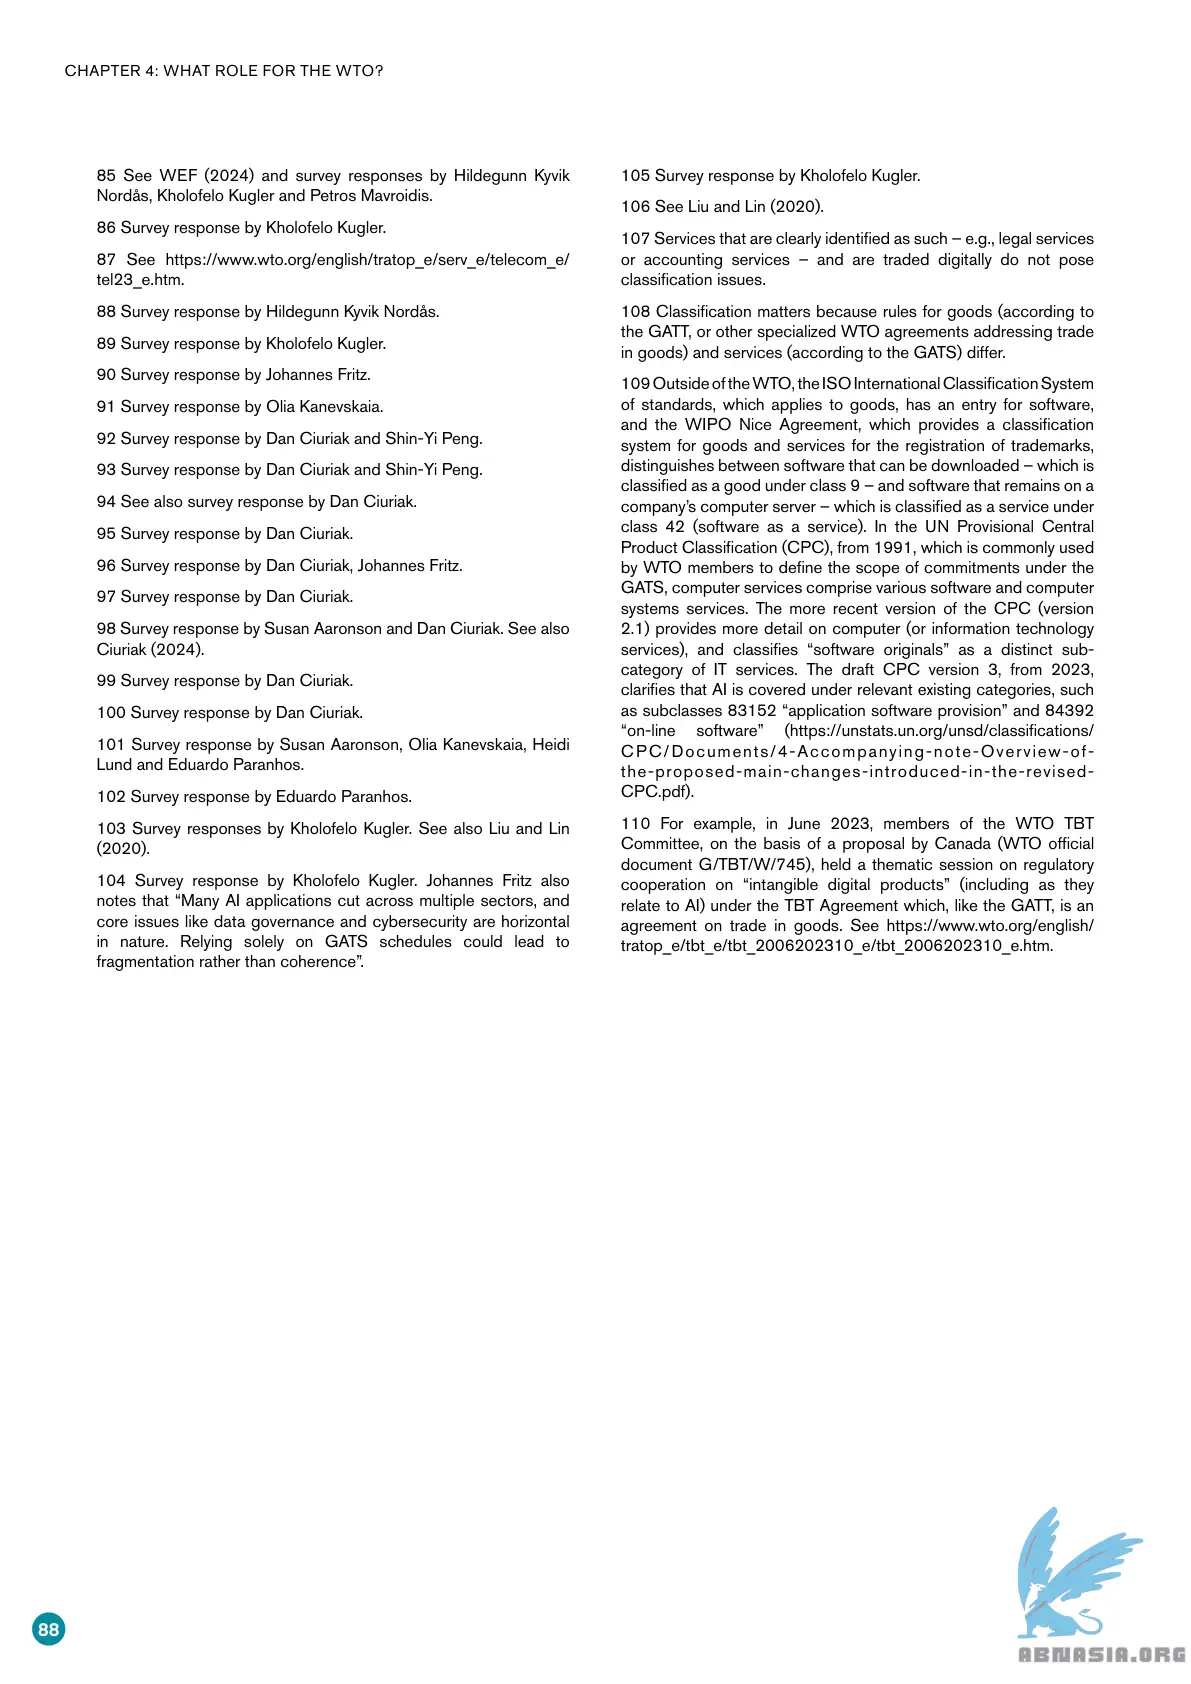 CHAPTER 4: WHAT ROLE FOR THE WTO?
85 See WEF (2024) and survey responses by Hildegunn Kyvik
Nordås, Kholofelo Kugler and Petros Mavroidis.
86 Survey response by Kholofelo Kugler.
87 See https://www.wto.org/english/tratop_e/serv_e/telecom_e/
tel23_e.htm.
88 Survey response by Hildegunn Kyvik Nordås.
89 Survey response by Kholofelo Kugler.
90 Survey response by Johannes Fritz.
91 Survey response by Olia Kanevskaia.
92 Survey response by Dan Ciuriak and Shin-Yi Peng.
93 Survey response by Dan Ciuriak and Shin-Yi Peng.
94 See also survey response by Dan Ciuriak.
95 Survey response by Dan Ciuriak.
96 Survey response by Dan Ciuriak, Johannes Fritz.
97 Survey response by Dan Ciuriak.
98 Survey response by Susan Aaronson and Dan Ciuriak. See also
Ciuriak (2024).
99 Survey response by Dan Ciuriak.
100 Survey response by Dan Ciuriak.
101 Survey response by Susan Aaronson, Olia Kanevskaia, Heidi
Lund and Eduardo Paranhos.
102 Survey response by Eduardo Paranhos.
103 Survey responses by Kholofelo Kugler. See also Liu and Lin
(2020).
104 Survey response by Kholofelo Kugler. Johannes Fritz also
notes that “Many AI applications cut across multiple sectors, and
core issues like data governance and cybersecurity are horizontal
in nature. Relying solely on GATS schedules could lead to
fragmentation rather than coherence”.
105 Survey response by Kholofelo Kugler.
106 See Liu and Lin (2020).
107 Services that are clearly identified as such – e.g., legal services
or accounting services – and are traded digitally do not pose
classification issues.
108 Classification matters because rules for goods (according to
the GATT, or other specialized WTO agreements addressing trade
in goods) and services (according to the GATS) differ.
109 Outside of the WTO, the ISO International Classification System
of standards, which applies to goods, has an entry for software,
and the WIPO Nice Agreement, which provides a classification
system for goods and services for the registration of trademarks,
distinguishes between software that can be downloaded – which is
classified as a good under class 9 – and software that remains on a
company’s computer server – which is classified as a service under
class 42 (software as a service). In the UN Provisional Central
Product Classification (CPC), from 1991, which is commonly used
by WTO members to define the scope of commitments under the
GATS, computer services comprise various software and computer
systems services. The more recent version of the CPC (version
2.1) provides more detail on computer (or information technology
services), and classifies “software originals” as a distinct sub-
category of IT services. The draft CPC version 3, from 2023,
clarifies that AI is covered under relevant existing categories, such
as subclasses 83152 “application software provision” and 84392
“on-line software” (https://unstats.un.org/unsd/classifications/
CPC/Documents/4-Accompanying-note-Overview-of-
the-proposed-main-changes-introduced-in-the-revised-
CPC.pdf).
110 For example, in June 2023, members of the WTO TBT
Committee, on the basis of a proposal by Canada (WTO official
document G/TBT/W/745), held a thematic session on regulatory
cooperation on “intangible digital products” (including as they
relate to AI) under the TBT Agreement which, like the GATT, is an
agreement on trade in goods. See https://www.wto.org/english/
tratop_e/tbt_e/tbt_2006202310_e/tbt_2006202310_e.htm.
88
ABNASIA.ORG